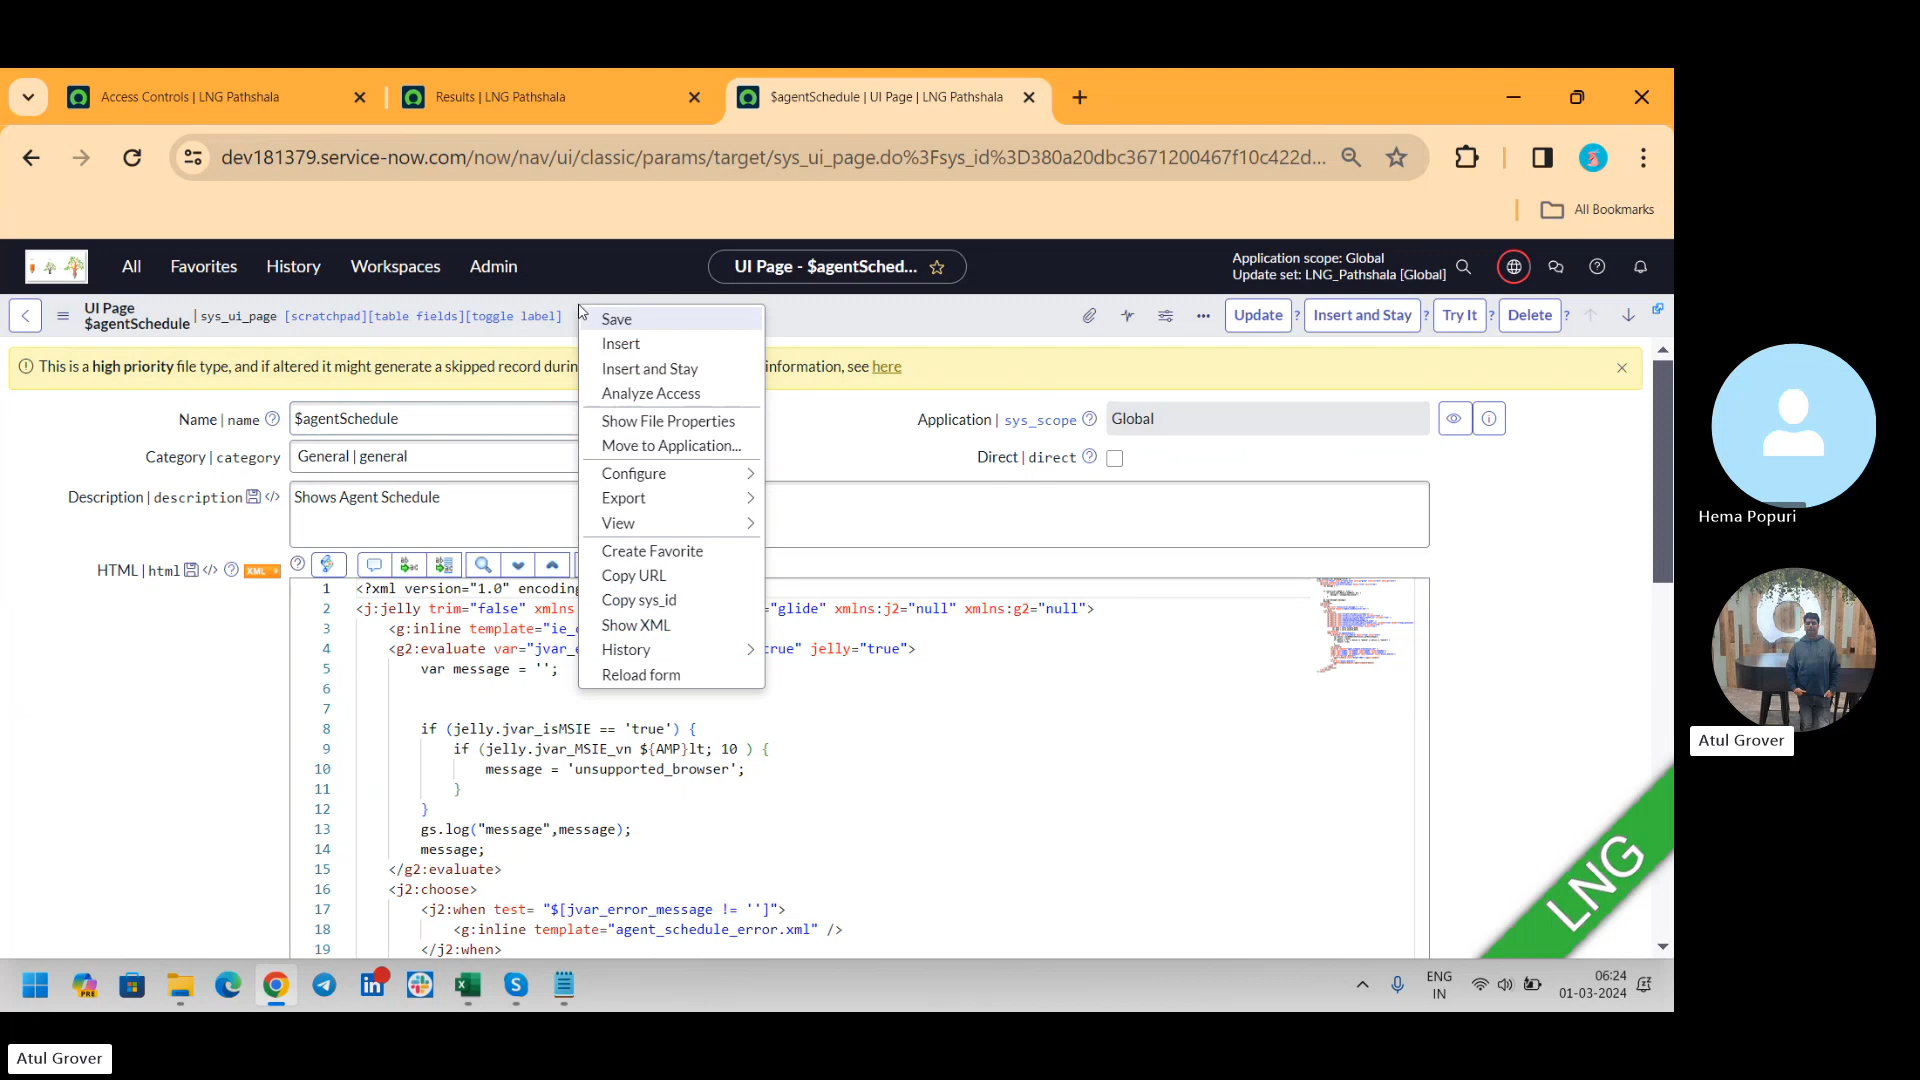 Access Controls | LNG Pathshala
Results | LNG Pathshala
$agentSchedule | UI Page | LNG Pathshala
dev181379.service-now.com/now/nav/ui/classic/params/target/sys_ui_page.do%3Fsys_id%3D380a20dbc3671200467f10c422d...
All Bookmarks
All
Favorites
History
Workspaces
Admin
UI Page - $agentSched...
Application scope: Global
Update set: LNG_Pathshala [Global]
UI Page
$agentSchedule
| sys_ui_page [scratchpad][table fields][toggle label]
Update
?
Insert and Stay
?
Try It
?
Delete
?
This is a high priority file type, and if altered it might generate a skipped record durin
information, see here
Name | name
$agentSchedule
Application | sys_scope
Global
Category | category
General | general
Direct | direct
Description | description
Shows Agent Schedule
HTML | html
XML
Save
Insert
Insert and Stay
Analyze Access
Show File Properties
Move to Application...
Configure
Export
View
Create Favorite
Copy URL
Copy sys_id
Show XML
History
Reload form
1 <?xml version="1.0" encoding
2 <j:jelly trim="false" xmlns ="glide" xmlns:j2="null" xmlns:g2="null">
3 <g:inline template="ie_
4 <g2:evaluate var="jvar_ true" jelly="true">
5 var message = '';
6
7
8 if (jelly.jvar_isMSIE == 'true') {
9 if (jelly.jvar_MSIE_vn ${AMP}lt; 10 ) {
10 message = 'unsupported_browser';
11 }
12 }
13 gs.log("message",message);
14 message;
15 </g2:evaluate>
16 <j2:choose>
17 <j2:when test= "$[jvar_error_message != '']">
18 <g:inline template="agent_schedule_error.xml" />
19 </j2:when>
LNG
Hema Popuri
Atul Grover
PRE
ENG
IN
06:24
01-03-2024
Atul Grover